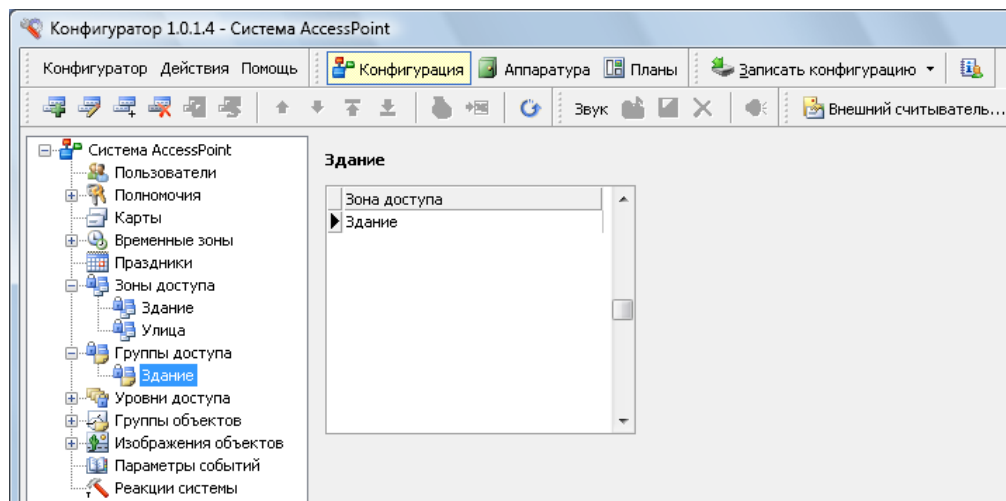 Конфигуратор 1.0.1.4 - Система AccessPoint
Конфигуратор Действия Помощь Конфигурация Аппаратура Планы Записать конфигурацию
Звук Внешний считыватель...
Система AccessPoint
Пользователи
Полномочия
Карты
Временные зоны
Праздники
Зоны доступа
Здание
Улица
Группы доступа
Здание
Уровни доступа
Группы объектов
Изображения объектов
Параметры событий
Реакции системы
Здание
Зона доступа
Здание